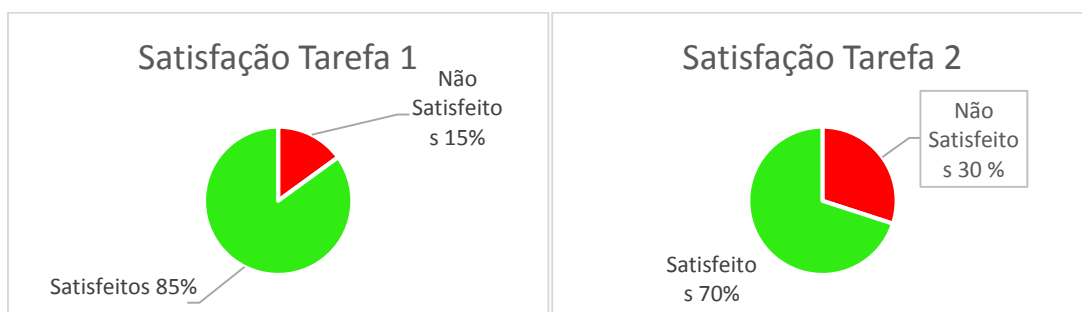 Satisfação Tarefa 1
Não
Satisfeito
s 15%
Satisfeitos 85%
Satisfação Tarefa 2
Não
Satisfeito
s 30 %
Satisfeito
s 70%